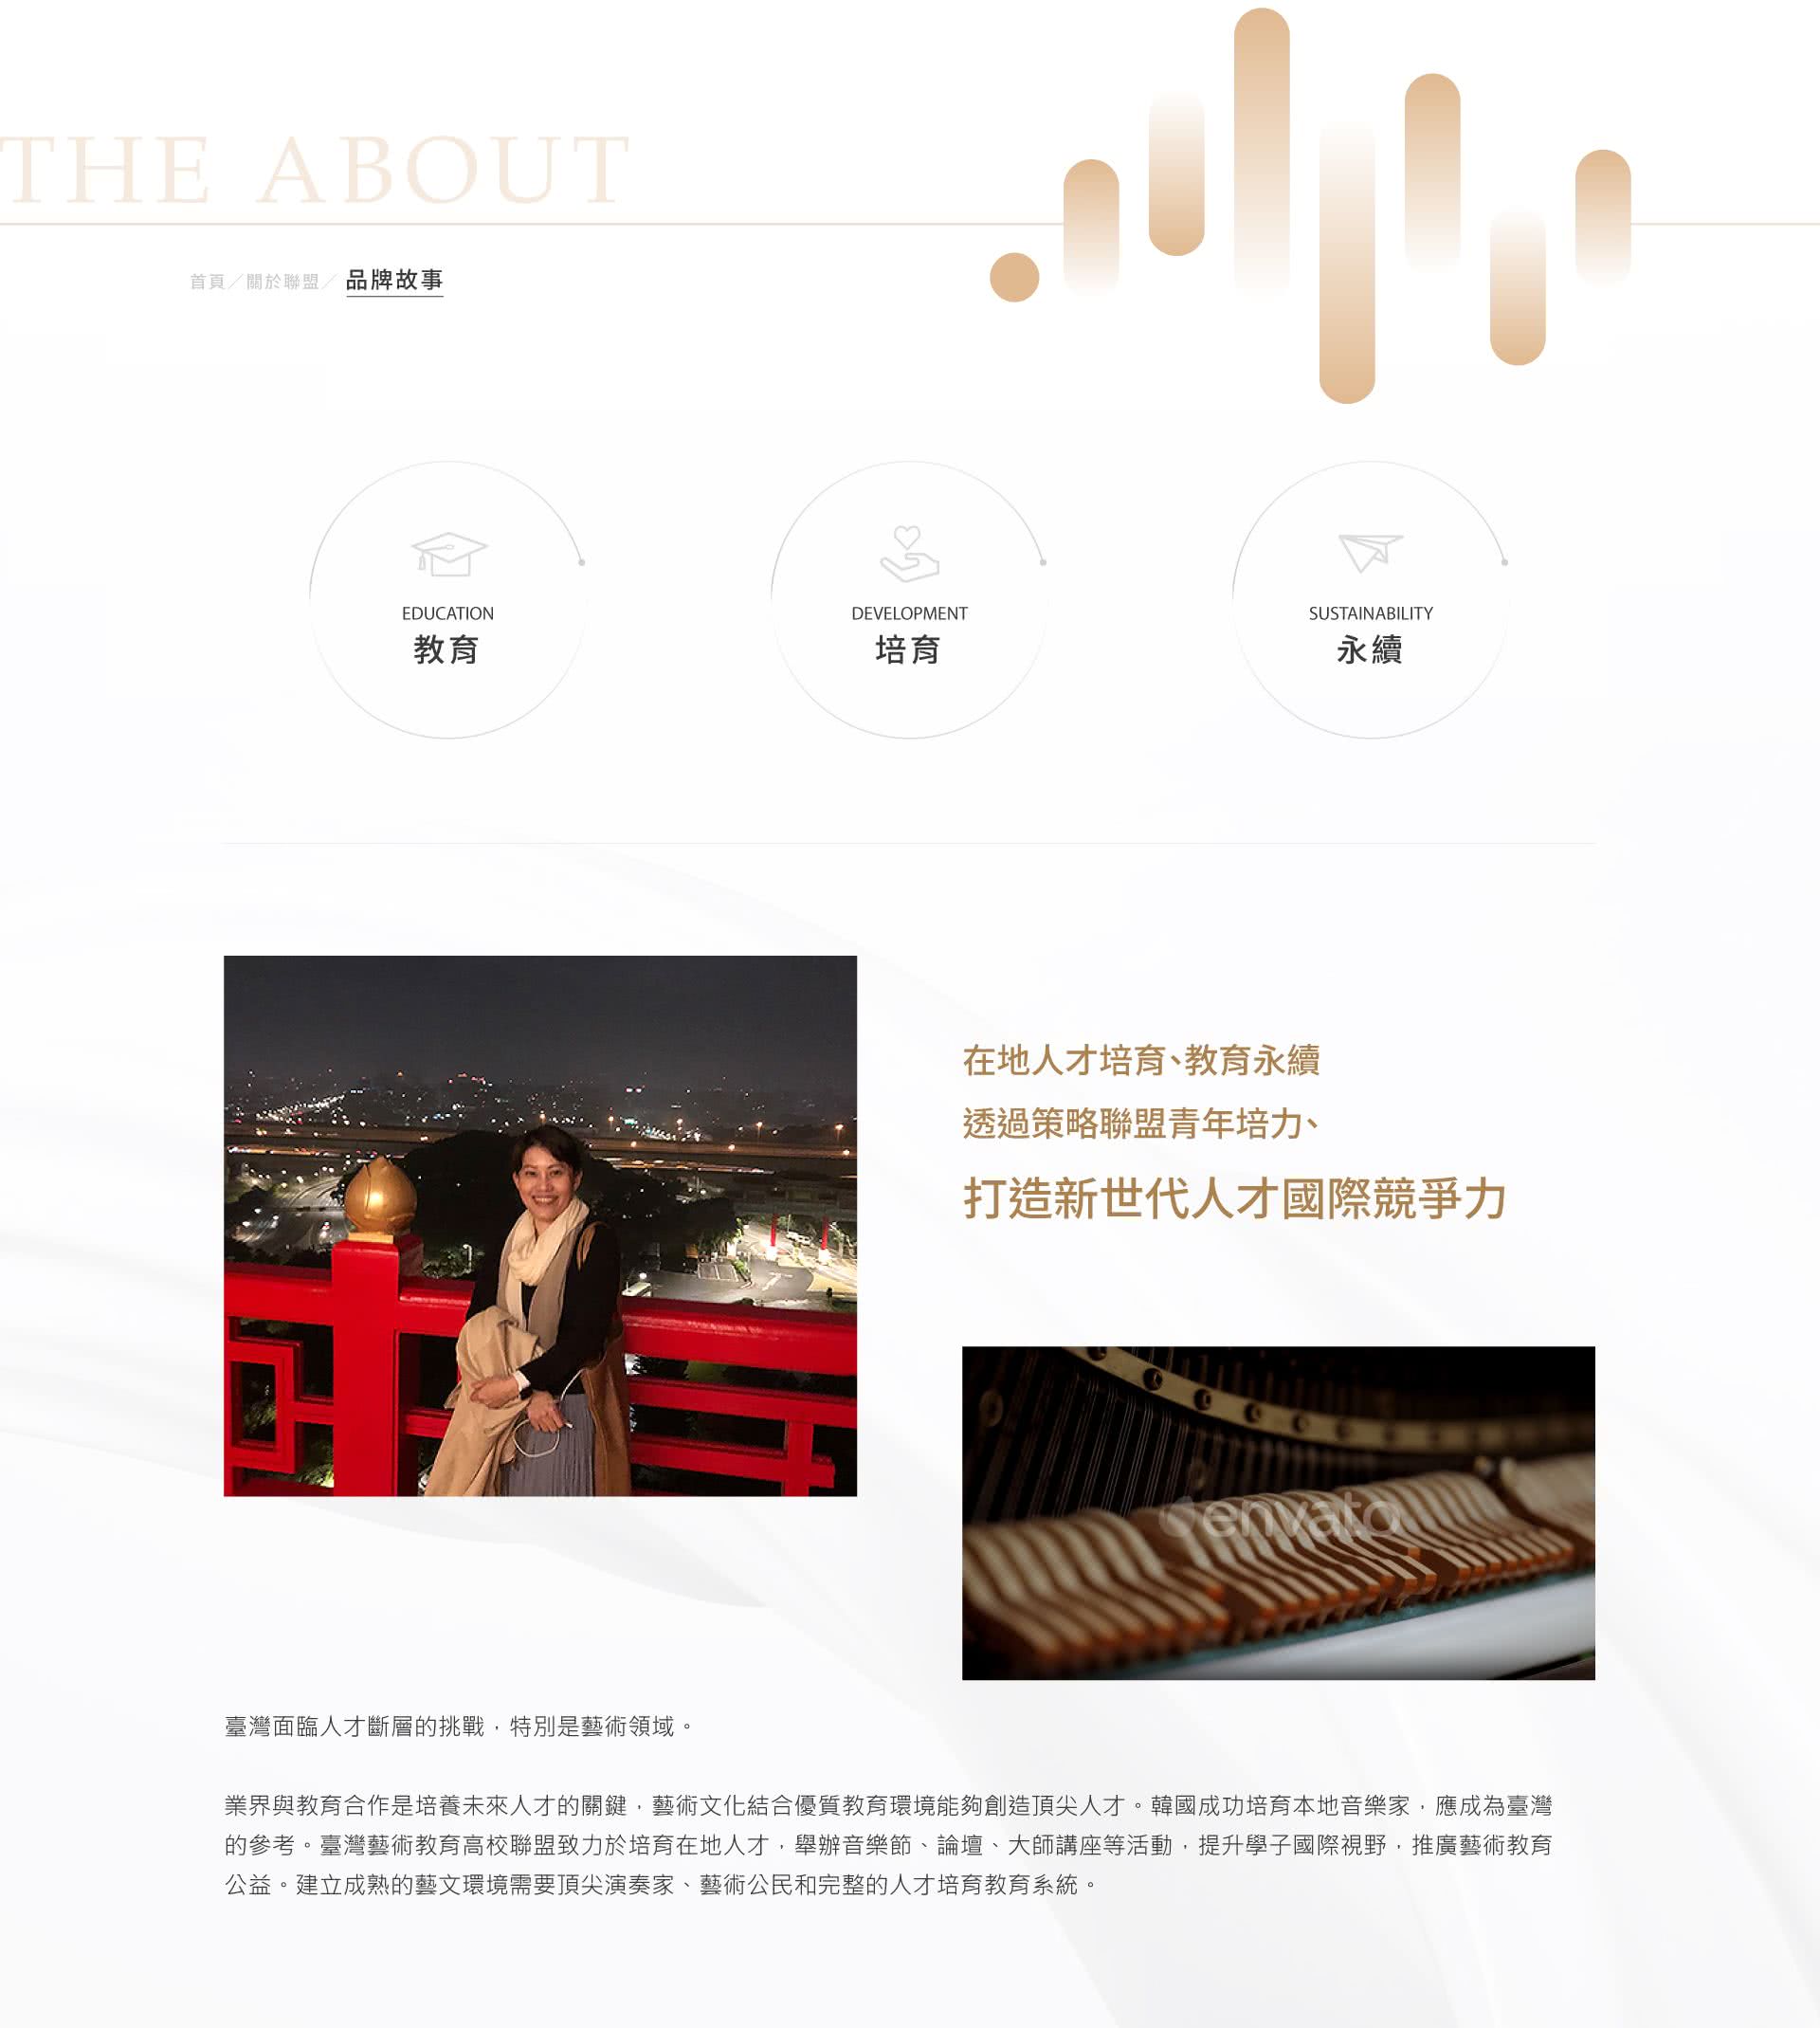 THE ABOUT
首頁／關於聯盟／ 品牌故事
EDUCATION
教育
DEVELOPMENT
培育
SUSTAINABILITY
永續
在地人才培育、教育永續
透過策略聯盟青年培力、
打造新世代人才國際競爭力
envato
臺灣面臨人才斷層的挑戰，特別是藝術領域。
業界與教育合作是培養未來人才的關鍵，藝術文化結合優質教育環境能夠創造頂尖人才。韓國成功培育本地音樂家，應成為臺灣
的參考。臺灣藝術教育高校聯盟致力於培育在地人才，舉辦音樂節、論壇、大師講座等活動，提升學子國際視野，推廣藝術教育
公益。建立成熟的藝文環境需要頂尖演奏家、藝術公民和完整的人才培育教育系統。